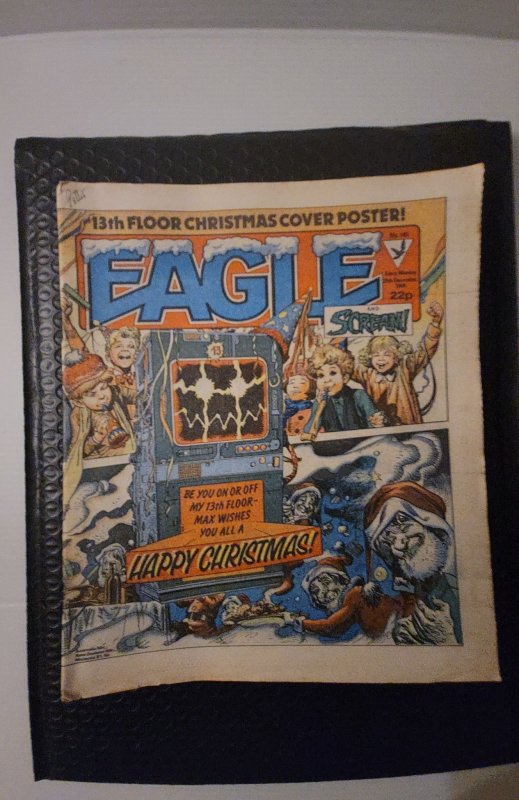 13th FLOOR CHRISTMAS COVER POSTER!
EAGLE
22p
AND
SCREAM!
13
BE YOU ON OR OFF
MY 13th FLOOR-
MAX WISHES
YOU ALL A
HAPPY CHRISTMAS!